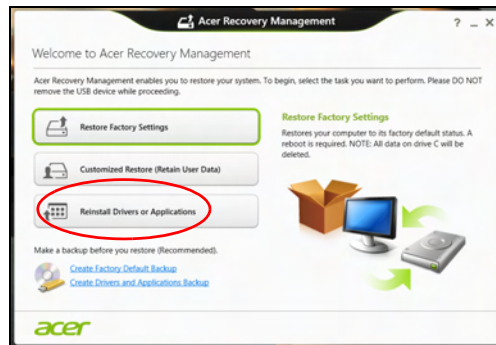 Acer Recovery Management
? _ X
Welcome to Acer Recovery Management
Acer Recovery Management enables you to restore your system. To begin, select the task you want to perform. Please DO NOT
remove the USB device while proceeding.
Restore Factory Settings
Customized Restore (Retain User Data)
Reinstall Drivers or Applications
Make a backup before you restore (Recommended).
Create Factory Default Backup
Create Drivers and Applications Backup
Restore Factory Settings
Restores your computer to its factory default status. A
reboot is required. NOTE: All data on drive C will be
deleted.
acer